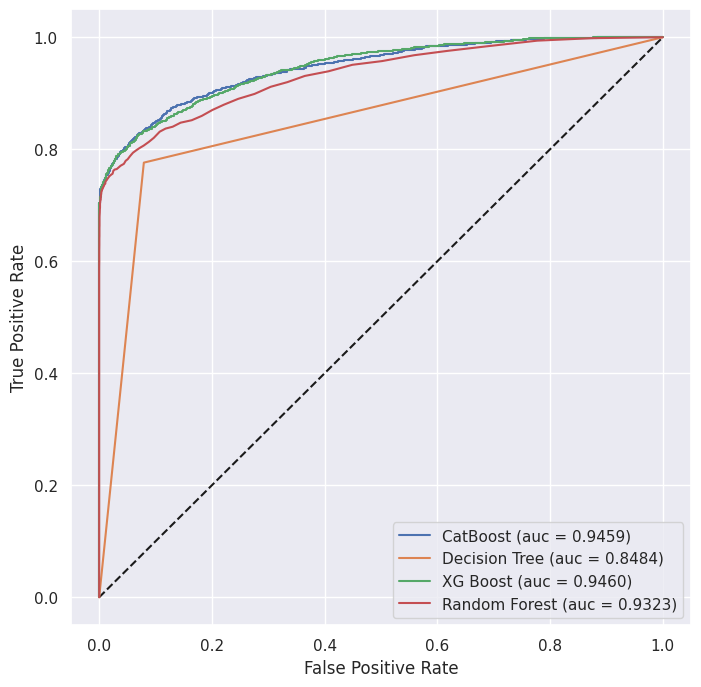 1.0
0.8
0.6
0.4
0.2
0.0
True Positive Rate
CatBoost (auc = 0.9459)
Decision Tree (auc = 0.8484)
XG Boost (auc = 0.9460)
Random Forest (auc = 0.9323)
0.0 0.2 0.4 0.6 0.8 1.0
False Positive Rate